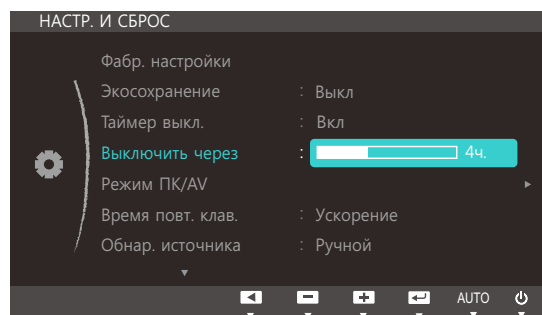 НАСТР. И СБРОС
Фабр. настройки
Экосохранение : Выкл
Таймер выкл. : Вкл
Выключить через : 4ч.
Режим ПК/AV
Время повт. клав. : Ускорение
Обнар. источника : Ручной
AUTO